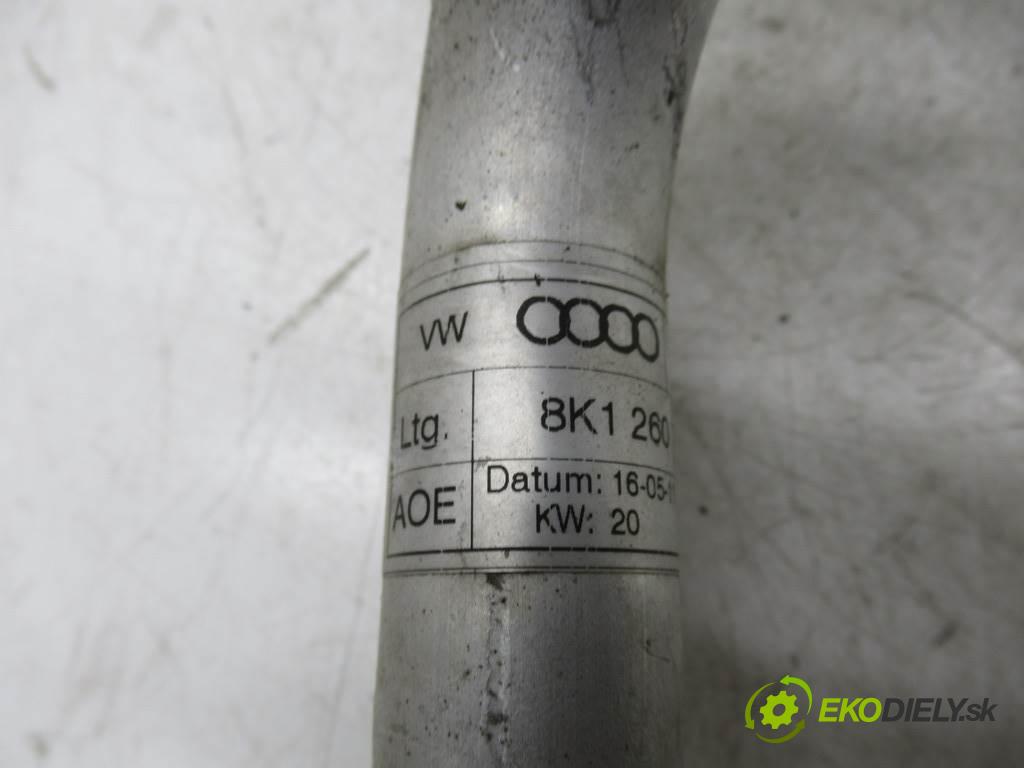 VW
Ltg. 8K1 260
AOE Datum: 16-05-
KW: 20
EKODIELY.sk